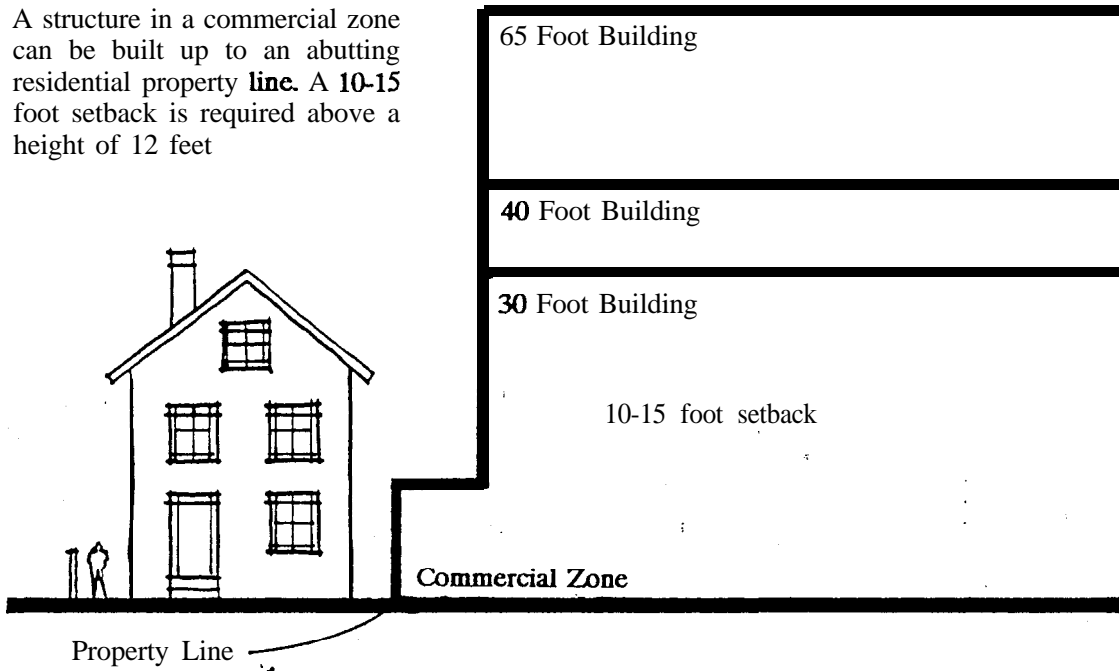 A structure in a commercial zone
can be built up to an abutting
residential property line. A 10-15
foot setback is required above a
height of 12 feet
65 Foot Building
40 Foot Building
30 Foot Building
10-15 foot setback
Commercial Zone
Property Line